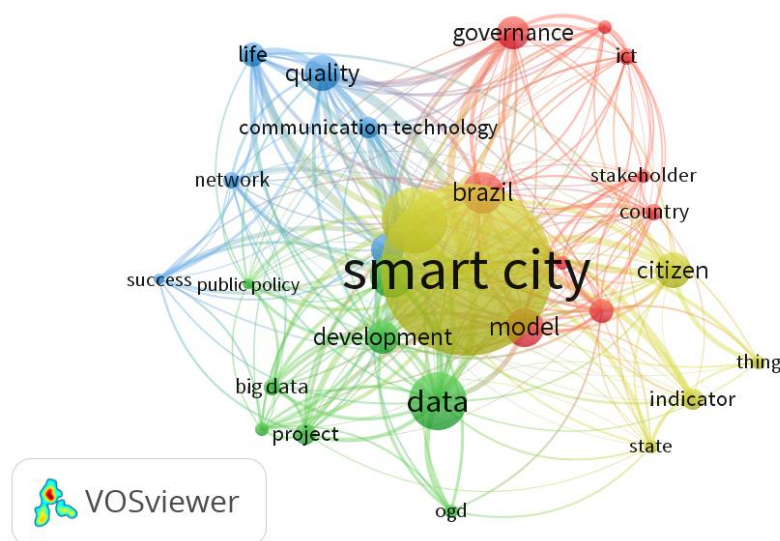 governance
life
ict
quality
communication technology
stakeholder
network
brazil
country
smart city
citizen
success
public policy
model
development
thing
big data
data
indicator
project
state
VOSviewer
ogd